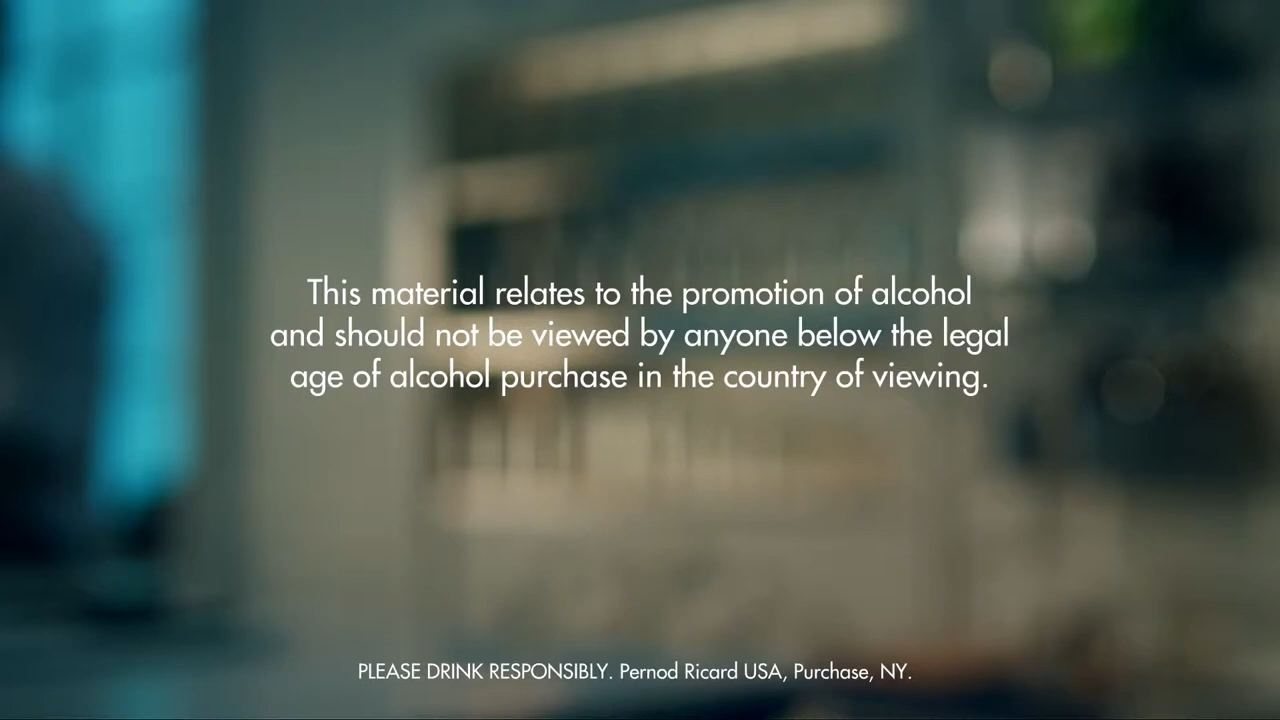 This material relates to the promotion of alcohol
and should not be viewed by anyone below the legal
age of alcohol purchase in the country of viewing.
PLEASE DRINK RESPONSIBLY. Pernod Ricard USA, Purchase, NY.